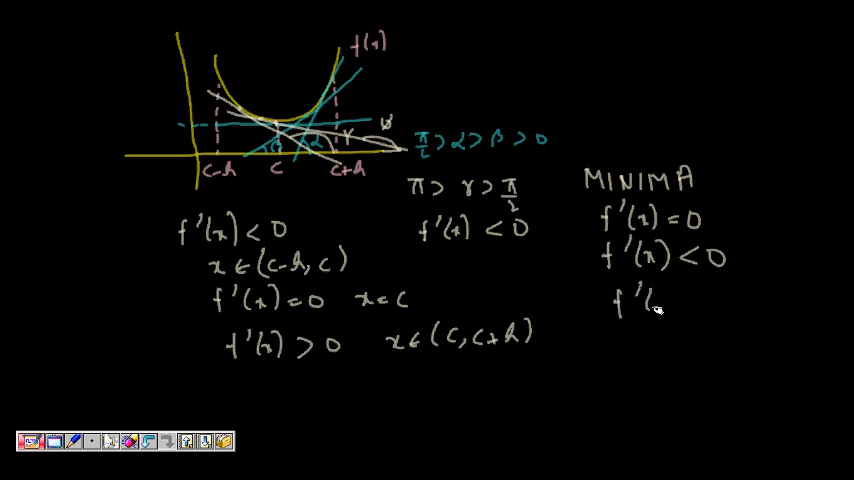 f(x)
β α γ θ
π/2 > α > β > 0
c-h c c+h
π > γ > π/2
MINIMA
f'(x) < 0 f'(x) < 0 f'(x) = 0
x ∈ (c-h, c) f'(x) < 0
f'(x) = 0 x = c f'(
f'(x) > 0 x ∈ (c, c+h)